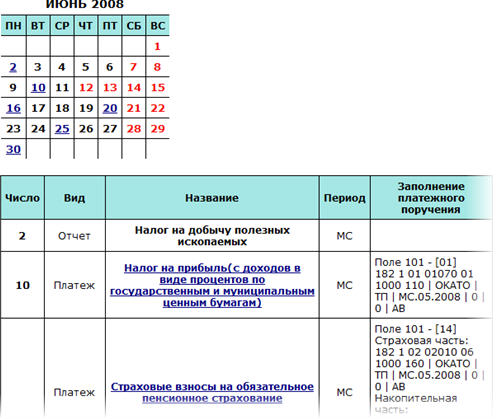 ИЮНЬ 2008
ПН ВТ СР ЧТ ПТ СБ ВС
1
2 3 4 5 6 7 8
9 10 11 12 13 14 15
16 17 18 19 20 21 22
23 24 25 26 27 28 29
30
Число Вид Название Период Заполнение
платежного
поручения
2 Отчет Налог на добычу полезных
ископаемых МС
10 Платеж Налог на прибыль(с доходов в
виде процентов по
государственным и муниципальным
ценным бумагам) МС
Поле 101 - [01]
182 1 01 01070 01
1000 110 | ОКАТО |
ТП | МС.05.2008 | 0 |
0 | АВ
Платеж Страховые взносы на обязательное
пенсионное страхование МС
Поле 101 - [14]
Страховая часть:
182 1 02 02010 06
1000 160 | ОКАТО |
ТП | МС.05.2008 | 0 |
0 | АВ
Накопительная
часть: